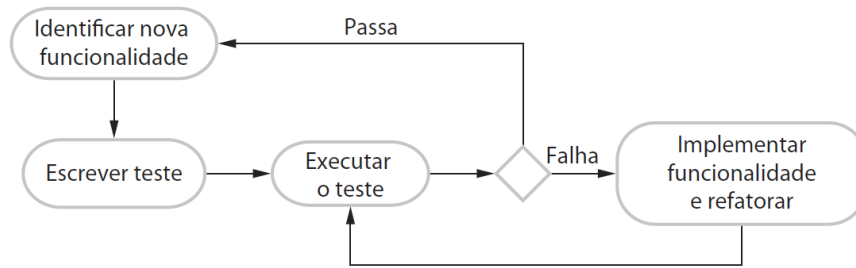 Identificar nova
funcionalidade
Passa
Escrever teste
Executar
o teste
Falha
Implementar
funcionalidade
e refatorar